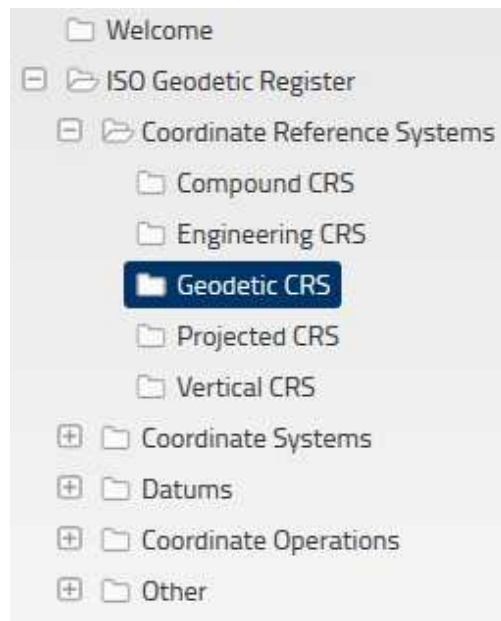 Welcome
ISO Geodetic Register
Coordinate Reference Systems
Compound CRS
Engineering CRS
Geodetic CRS
Projected CRS
Vertical CRS
Coordinate Systems
Datums
Coordinate Operations
Other